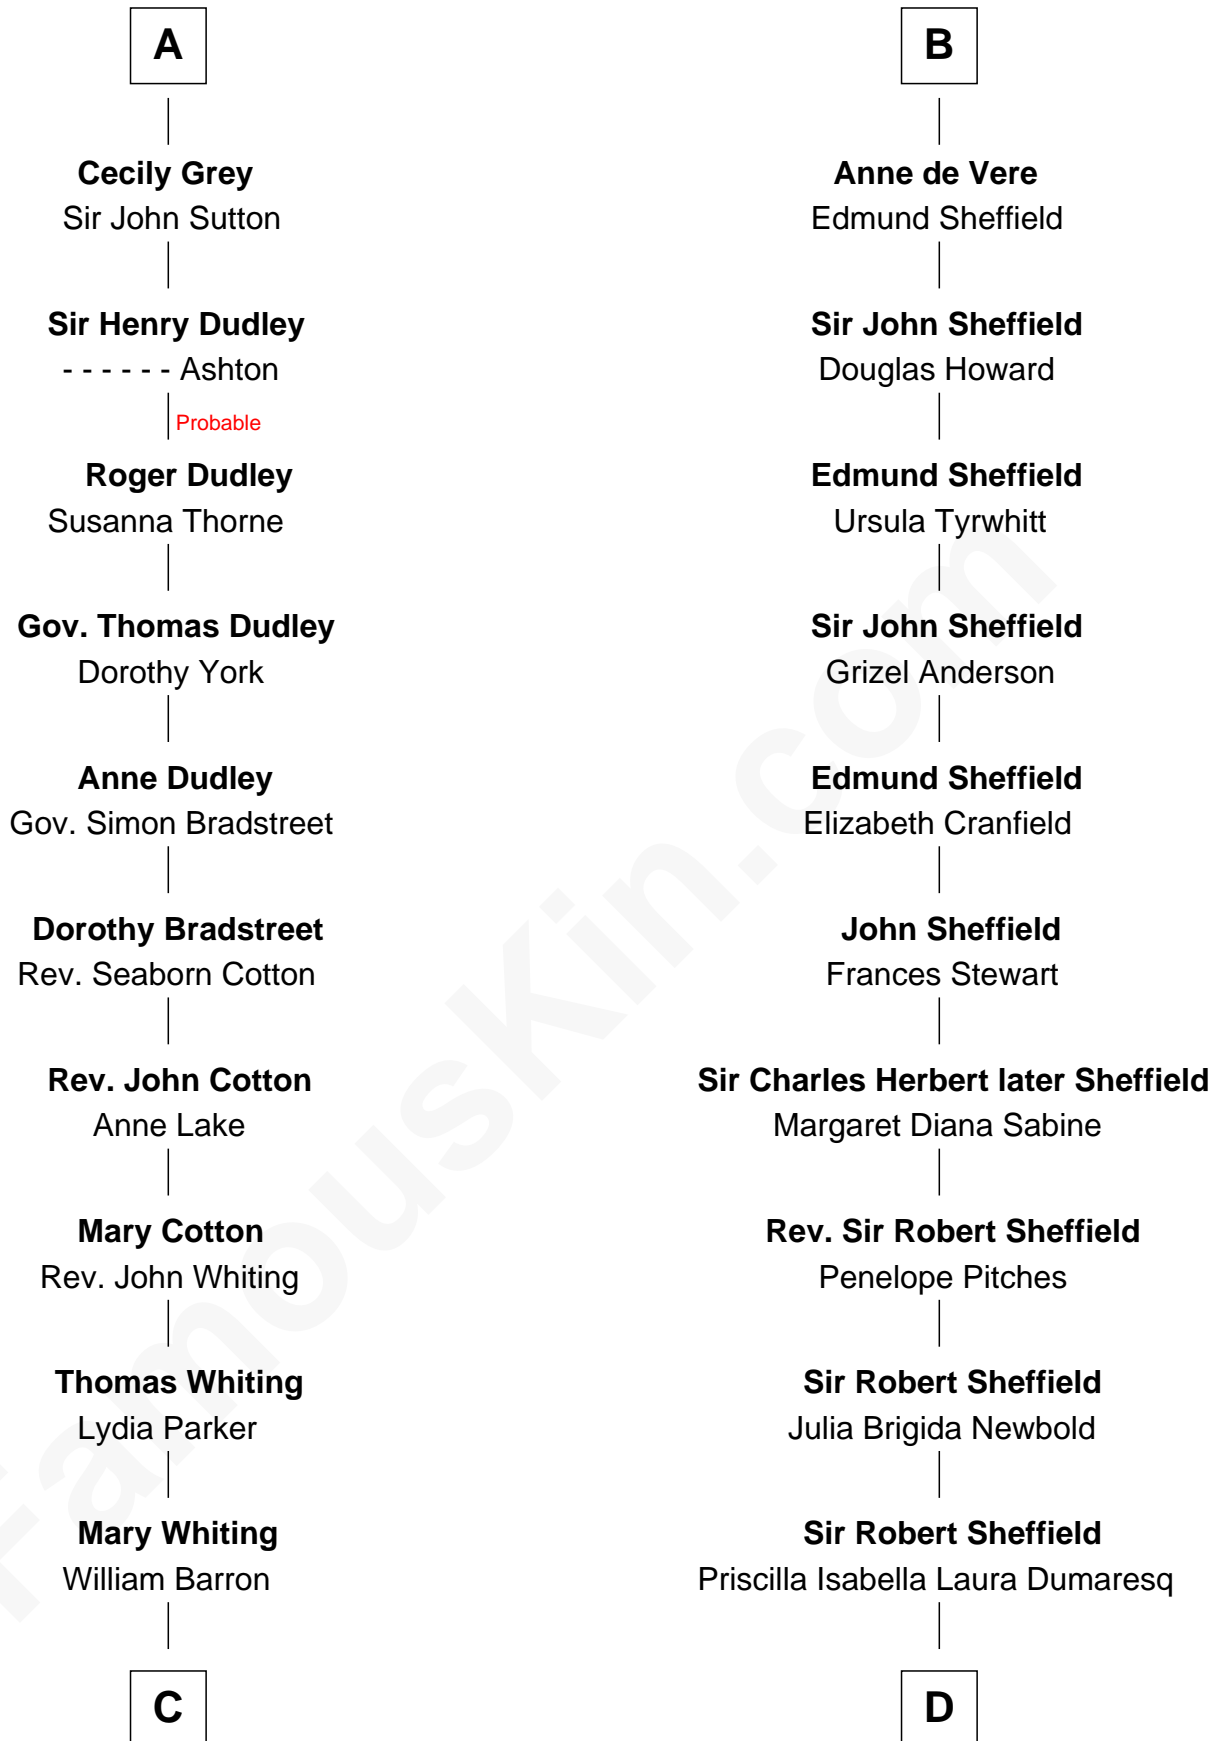 A
Cecily Grey
Sir John Sutton
Sir Henry Dudley
- - - - - - Ashton
Probable
Roger Dudley
Susanna Thorne
Gov. Thomas Dudley
Dorothy York
Anne Dudley
Gov. Simon Bradstreet
Dorothy Bradstreet
Rev. Seaborn Cotton
Rev. John Cotton
Anne Lake
Mary Cotton
Rev. John Whiting
Thomas Whiting
Lydia Parker
Mary Whiting
William Barron
C
B
Anne de Vere
Edmund Sheffield
Sir John Sheffield
Douglas Howard
Edmund Sheffield
Ursula Tyrwhitt
Sir John Sheffield
Grizel Anderson
Edmund Sheffield
Elizabeth Cranfield
John Sheffield
Frances Stewart
Sir Charles Herbert later Sheffield
Margaret Diana Sabine
Rev. Sir Robert Sheffield
Penelope Pitches
Sir Robert Sheffield
Julia Brigida Newbold
Sir Robert Sheffield
Priscilla Isabella Laura Dumaresq
D
FamousKin.com